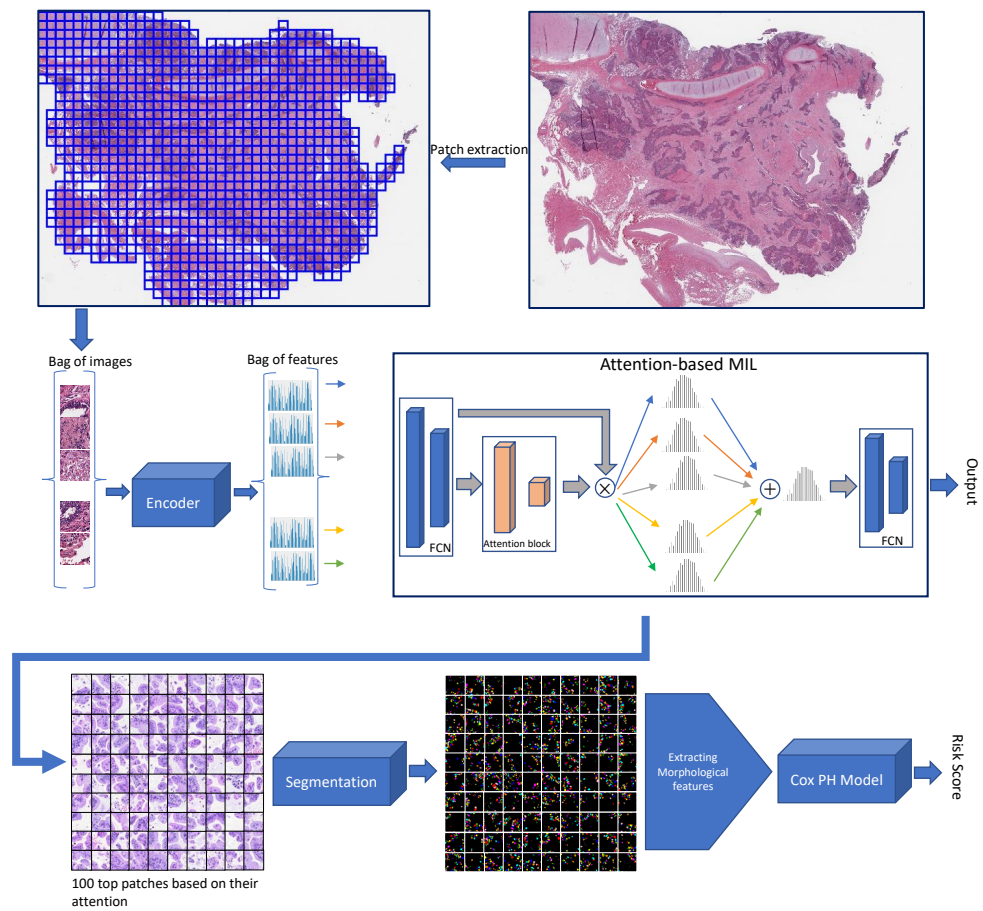 Patch extraction
Bag of images
Bag of features
Attention-based MIL
Encoder
FCN
Attention block
×
+
FCN
Output
100 top patches based on their
attention
Segmentation
Extracting
Morphological
features
Cox PH Model
Risk Score